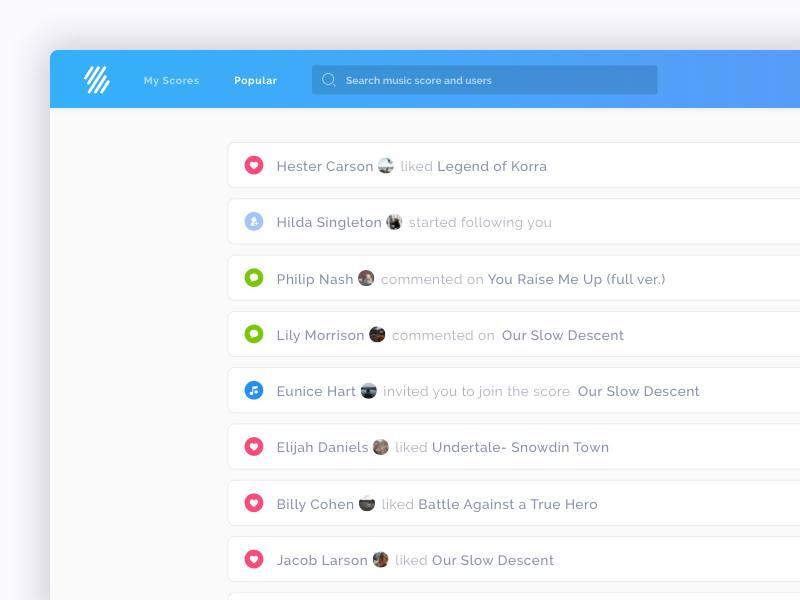 My Scores Popular Search music score and users
Hester Carson liked Legend of Korra
Hilda Singleton started following you
Philip Nash commented on You Raise Me Up (full ver.)
Lily Morrison commented on Our Slow Descent
Eunice Hart invited you to join the score Our Slow Descent
Elijah Daniels liked Undertale- Snowdin Town
Billy Cohen liked Battle Against a True Hero
Jacob Larson liked Our Slow Descent